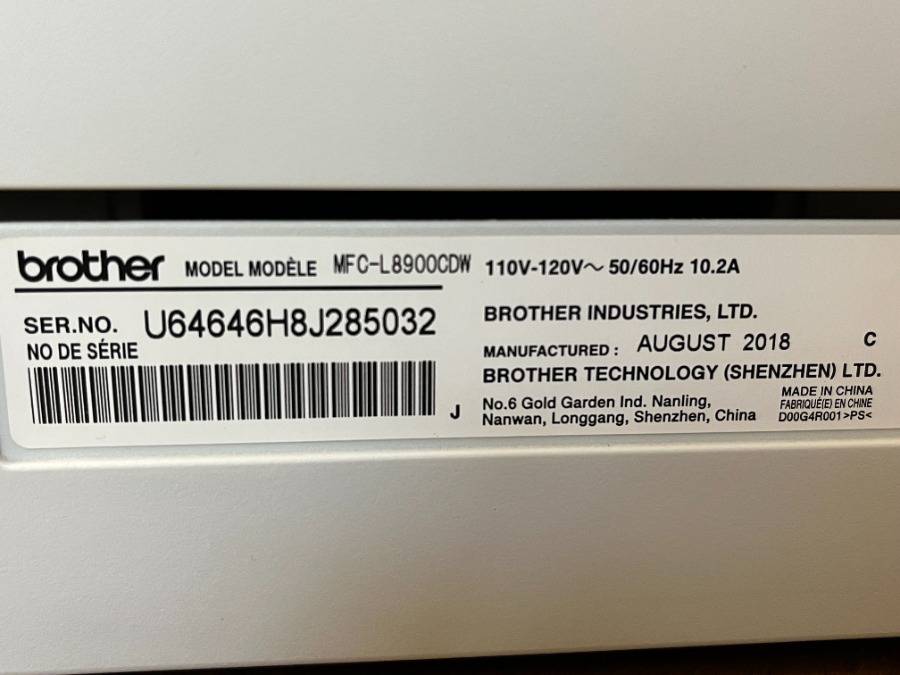 brother MODEL MODÈLE MFC-L8900CDW 110V-120V～ 50/60Hz 10.2A
SER.NO. U64646H8J285032
NO DE SÉRIE
J
BROTHER INDUSTRIES, LTD.
MANUFACTURED : AUGUST 2018 C
BROTHER TECHNOLOGY (SHENZHEN) LTD.
No.6 Gold Garden Ind. Nanling,
Nanwan, Longgang, Shenzhen, China
MADE IN CHINA
FABRIQUÉ(E) EN CHINE
D00G4R001>PS<